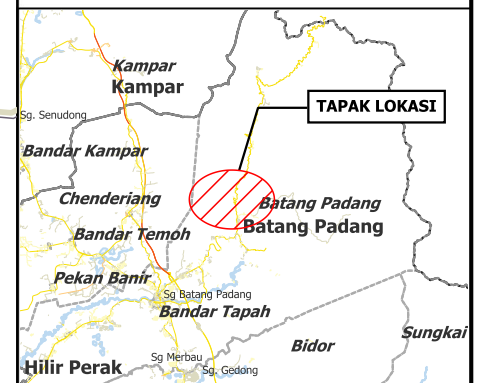 Kampar
Kampar
TAPAK LOKASI
Sg. Senudong
Bandar Kampar
Chenderiang
Batang Padang
Batang Padang
Bandar Temoh
Pekan Banir
Sg Batang Padang
Bandar Tapah
Sungkai
Bidor
Sg Merbau
Hilir Perak
Sg. Gedong